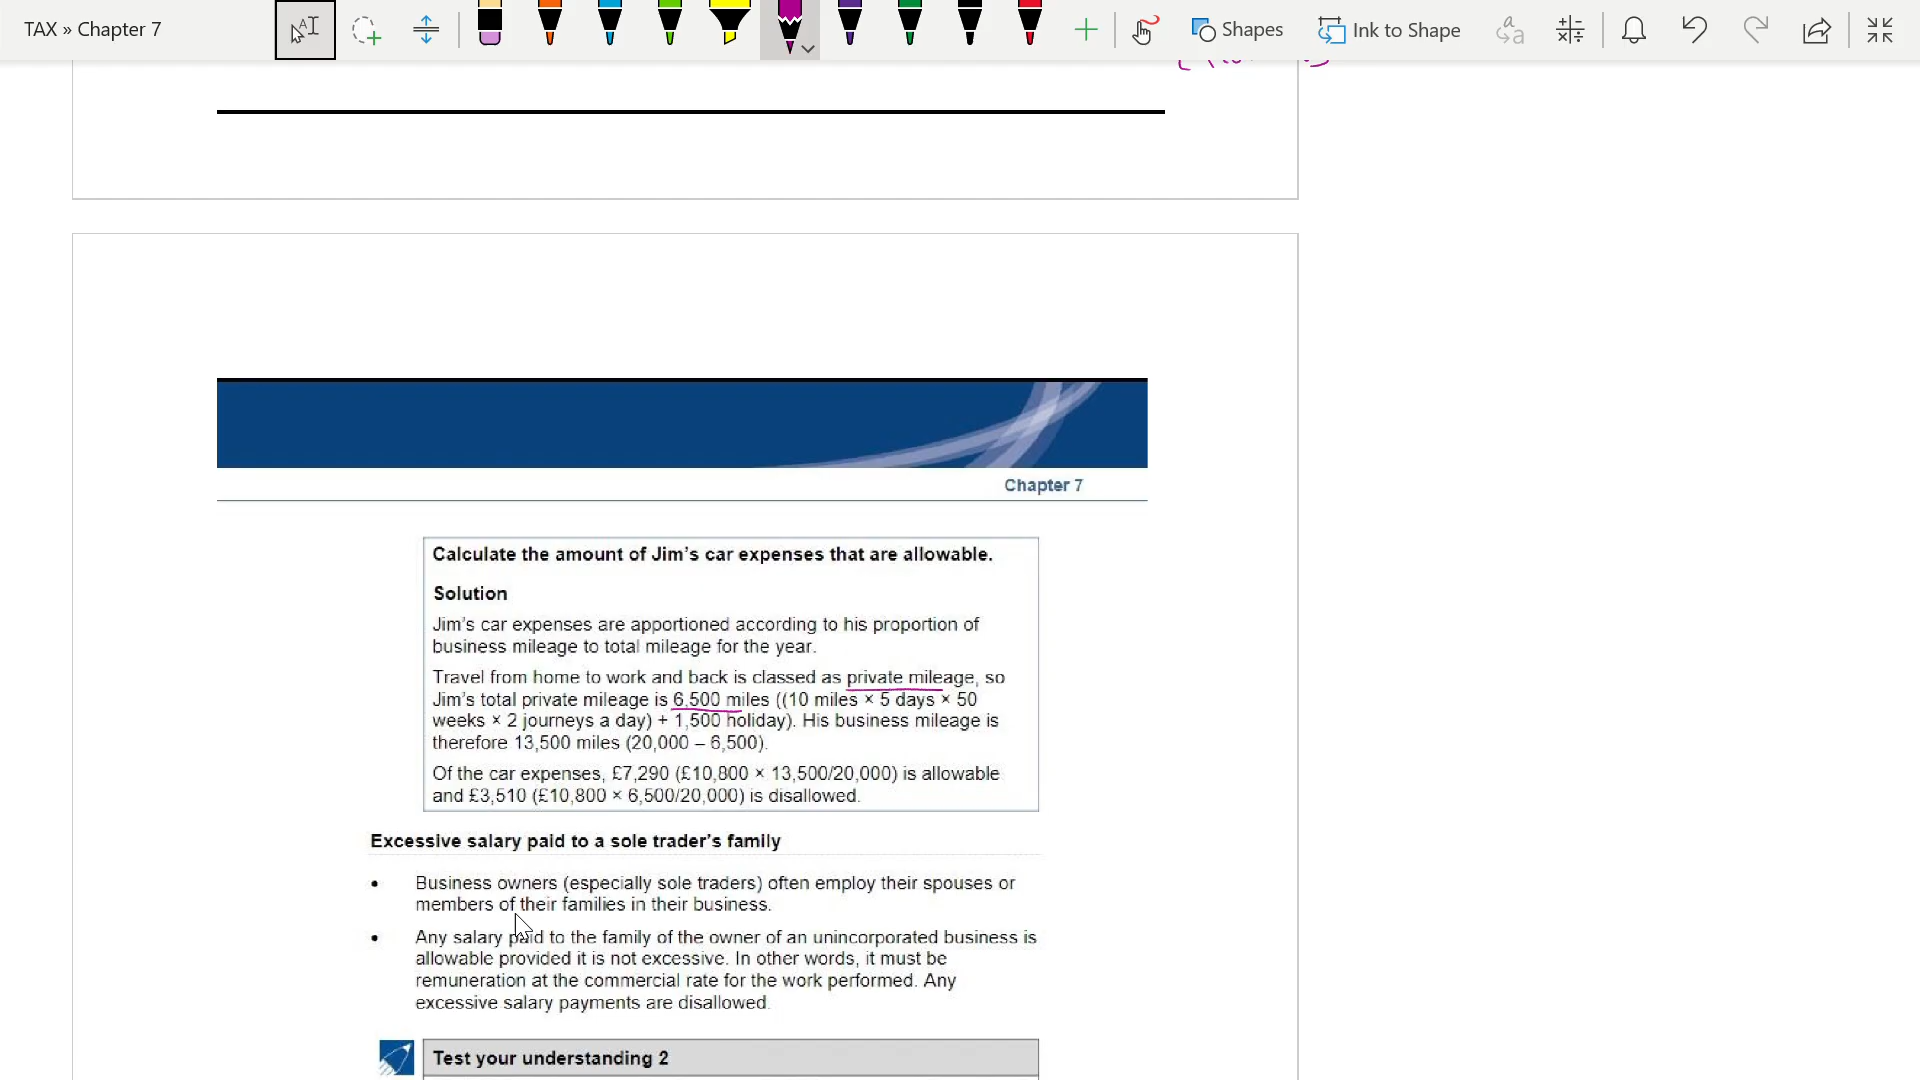 TAX » Chapter 7
Shapes
Ink to Shape
Chapter 7
Calculate the amount of Jim's car expenses that are allowable.
Solution
Jim's car expenses are apportioned according to his proportion of
business mileage to total mileage for the year.
Travel from home to work and back is classed as private mileage, so
Jim's total private mileage is 6,500 miles ((10 miles × 5 days × 50
weeks × 2 journeys a day) + 1,500 holiday). His business mileage is
therefore 13,500 miles (20,000 – 6,500).
Of the car expenses, £7,290 (£10,800 × 13,500/20,000) is allowable
and £3,510 (£10,800 × 6,500/20,000) is disallowed.
Excessive salary paid to a sole trader's family
• Business owners (especially sole traders) often employ their spouses or
members of their families in their business.
• Any salary paid to the family of the owner of an unincorporated business is
allowable provided it is not excessive. In other words, it must be
remuneration at the commercial rate for the work performed. Any
excessive salary payments are disallowed.
Test your understanding 2